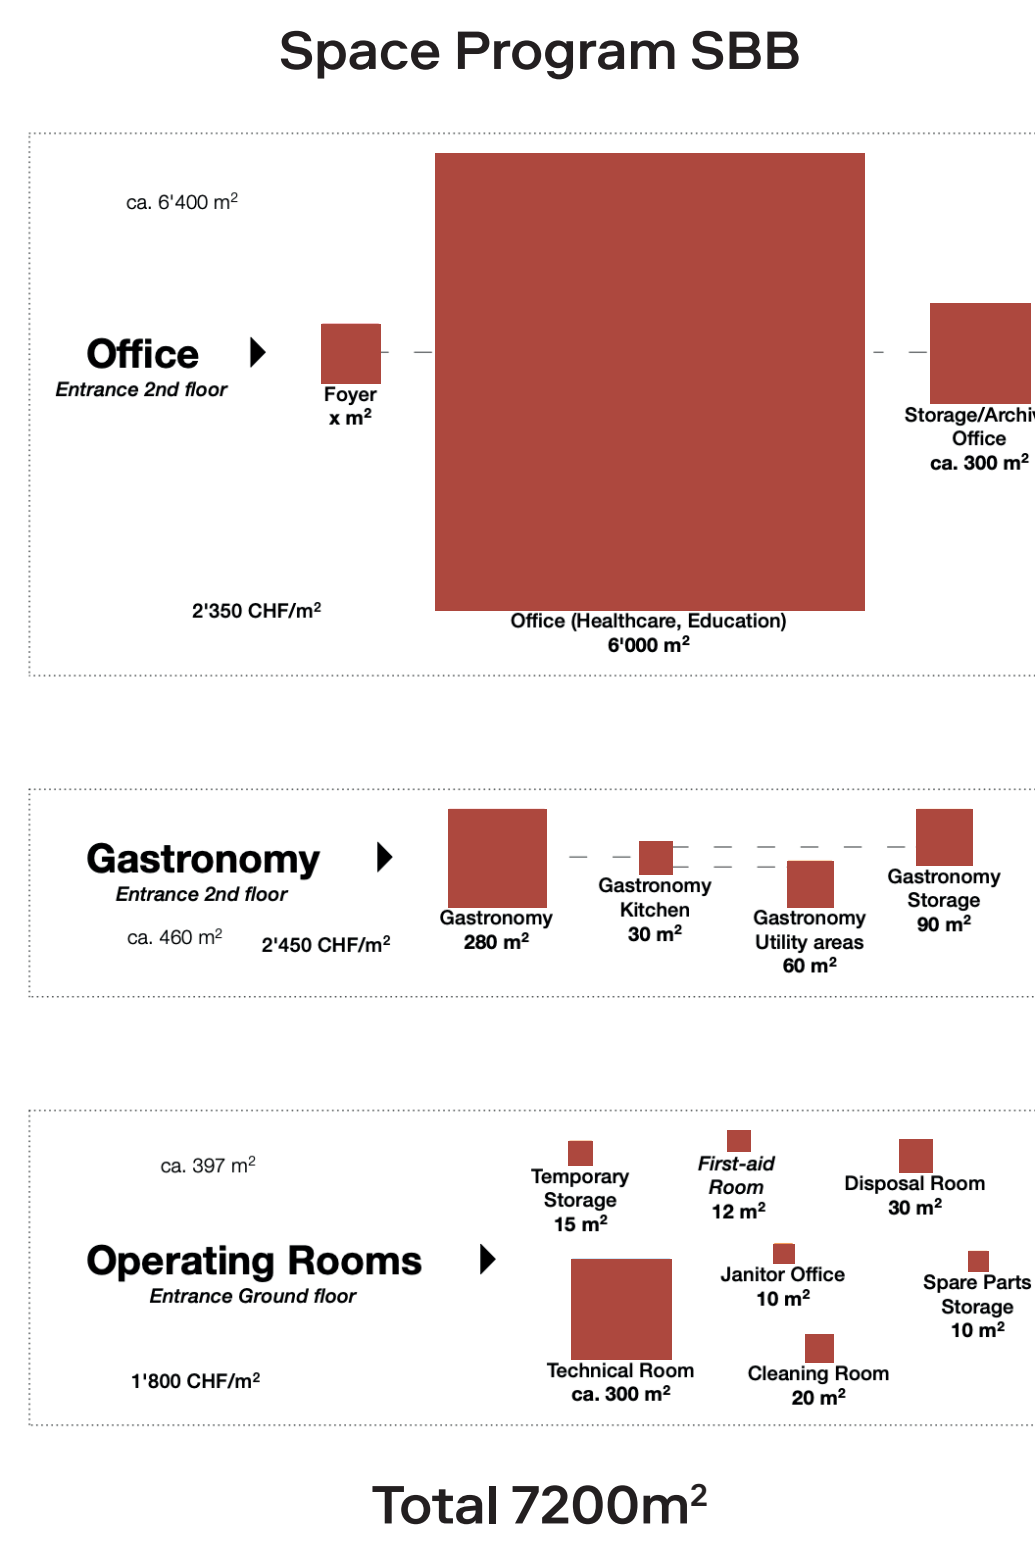 Space Program SBB
ca. 6'400 m²
Office
Entrance 2nd floor
Foyer
x m²
Storage/Archiv
Office
ca. 300 m²
2'350 CHF/m²
Office (Healthcare, Education)
6'000 m²
Gastronomy
Entrance 2nd floor
ca. 460 m²
2'450 CHF/m²
Gastronomy
280 m²
Gastronomy
Kitchen
30 m²
Gastronomy
Utility areas
60 m²
Gastronomy
Storage
90 m²
ca. 397 m²
Operating Rooms
Entrance Ground floor
1'800 CHF/m²
Temporary
Storage
15 m²
First-aid
Room
12 m²
Disposal Room
30 m²
Technical Room
ca. 300 m²
Janitor Office
10 m²
Spare Parts
Storage
10 m²
Cleaning Room
20 m²
Total 7200m²